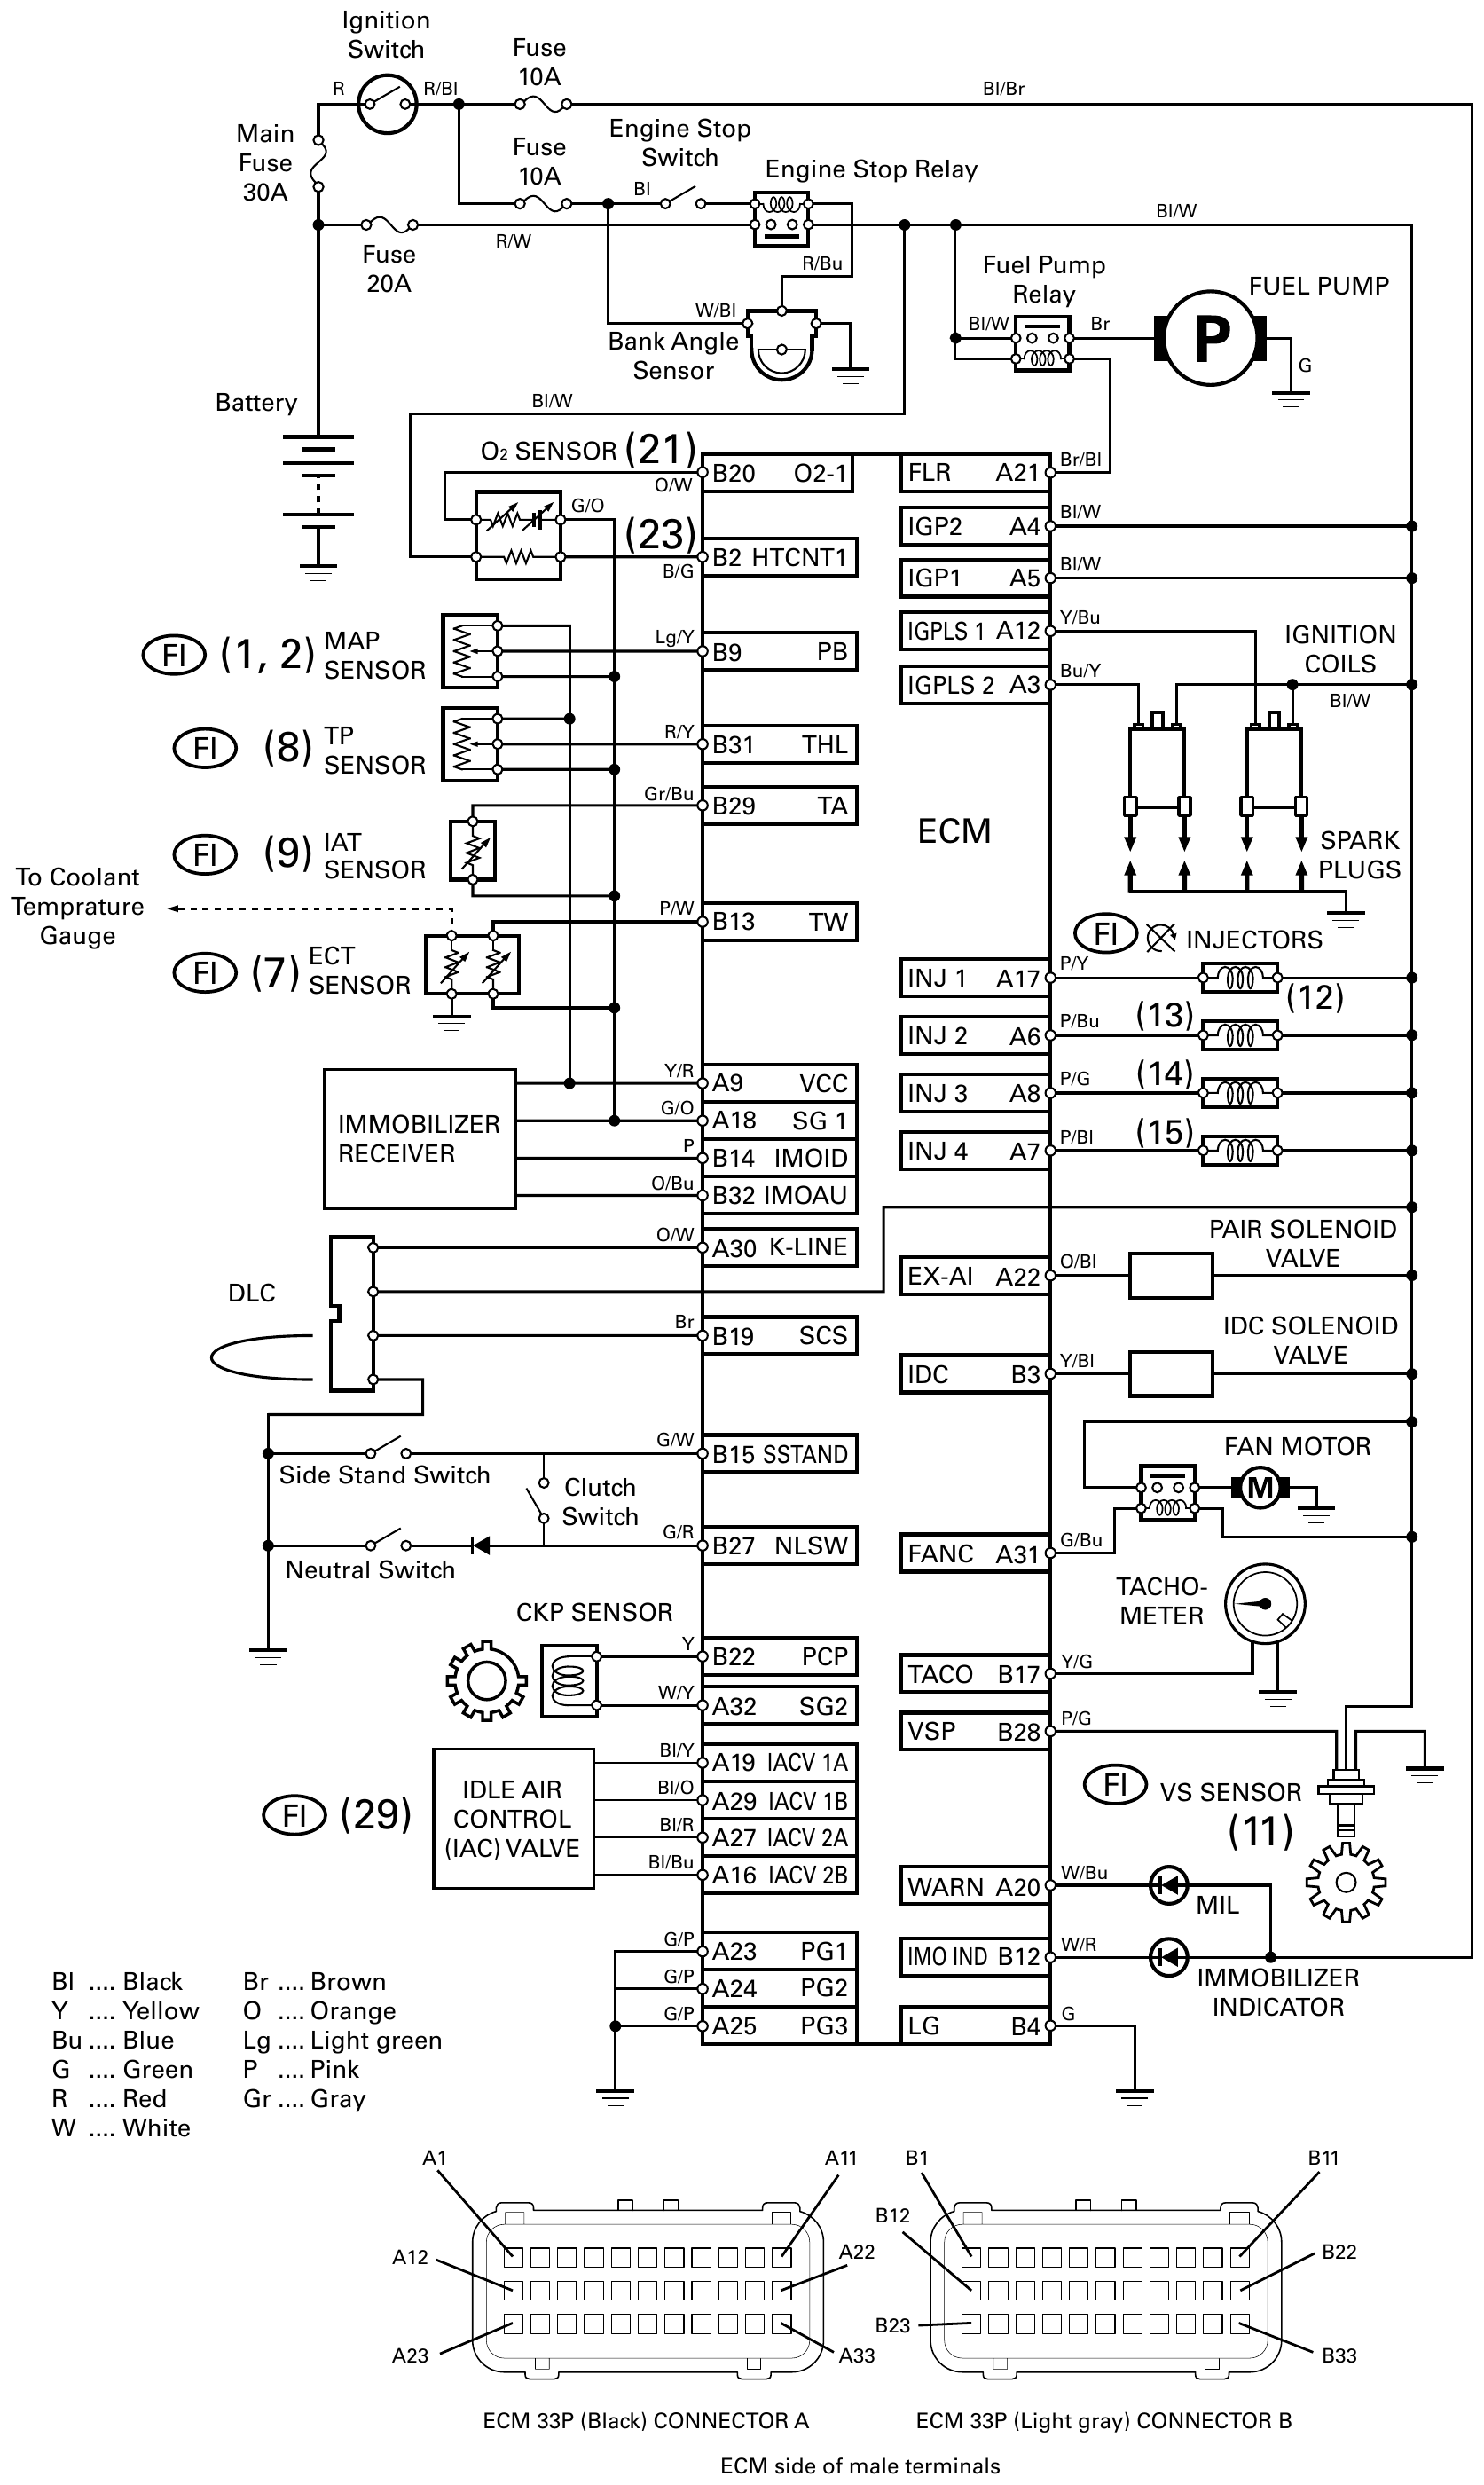 Ignition
Switch
R
R/Bl
Fuse
10A
Bl/Br
Main
Fuse
30A
Fuse
10A
Engine Stop
Switch
Bl
Engine Stop Relay
Fuse
20A
R/W
Bl/W
R/Bu
W/Bl
Bank Angle
Sensor
Fuel Pump
Relay
Bl/W
Br
FUEL PUMP
P
G
Battery
Bl/W
O2 SENSOR (21)
O/W
B20 O2-1
G/O
(23)
B2 HTCNT1
B/G
FLR A21
Br/Bl
IGP2 A4
Bl/W
IGP1 A5
Bl/W
FI (1, 2) MAP
SENSOR
Lg/Y
B9 PB
IGPLS 1 A12
Y/Bu
IGPLS 2 A3
Bu/Y
IGNITION
COILS
Bl/W
FI (8) TP
SENSOR
R/Y
B31 THL
Gr/Bu
B29 TA
ECM
SPARK
PLUGS
FI (9) IAT
SENSOR
To Coolant
Temprature
Gauge
P/W
B13 TW
FI (7) ECT
SENSOR
FI INJECTORS
INJ 1 A17
P/Y
(12)
INJ 2 A6
P/Bu
(13)
INJ 3 A8
P/G
(14)
INJ 4 A7
P/Bl
(15)
IMMOBILIZER
RECEIVER
Y/R
A9 VCC
G/O
A18 SG 1
P
B14 IMOID
O/Bu
B32 IMOAU
DLC
O/W
A30 K-LINE
Br
B19 SCS
PAIR SOLENOID
VALVE
EX-AI A22
O/Bl
IDC SOLENOID
VALVE
IDC B3
Y/Bl
G/W
B15 SSTAND
Side Stand Switch
Clutch
Switch
G/R
B27 NLSW
Neutral Switch
FAN MOTOR
M
FANC A31
G/Bu
TACHO-
METER
CKP SENSOR
Y
B22 PCP
W/Y
A32 SG2
TACO B17
Y/G
VSP B28
P/G
FI VS SENSOR
(11)
FI (29)
IDLE AIR
CONTROL
(IAC) VALVE
Bl/Y
A19 IACV 1A
Bl/O
A29 IACV 1B
Bl/R
A27 IACV 2A
Bl/Bu
A16 IACV 2B
WARN A20
W/Bu
MIL
IMO IND B12
W/R
IMMOBILIZER
INDICATOR
G/P
A23 PG1
G/P
A24 PG2
G/P
A25 PG3
LG B4
G
Bl .... Black
Y .... Yellow
Bu .... Blue
G .... Green
R .... Red
W .... White
Br .... Brown
O .... Orange
Lg .... Light green
P .... Pink
Gr .... Gray
A1
A11
A12
A22
A23
A33
B1
B11
B12
B22
B23
B33
ECM 33P (Black) CONNECTOR A
ECM 33P (Light gray) CONNECTOR B
ECM side of male terminals